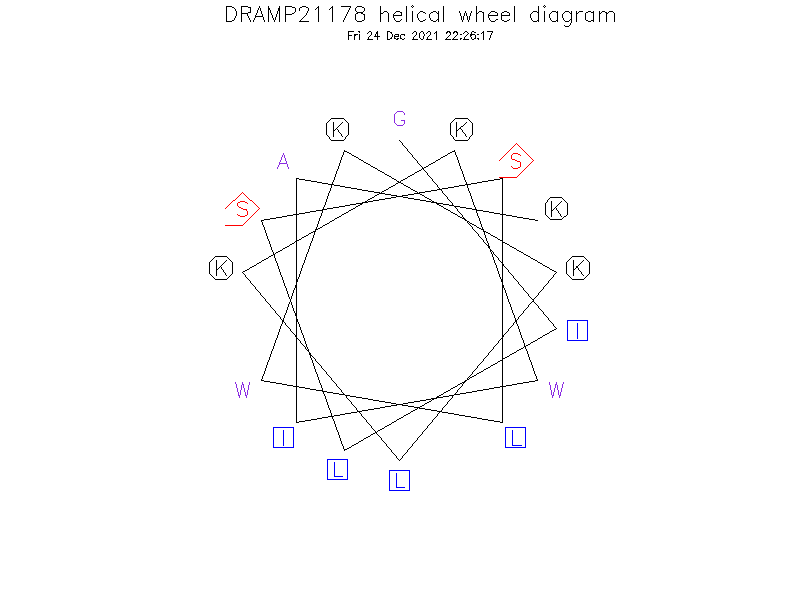 DRAMP21178 helical wheel diagram
Fri 24 Dec 2021 22:26:17
G
K K
A S
S K
K K
I
W W
I L
L
L